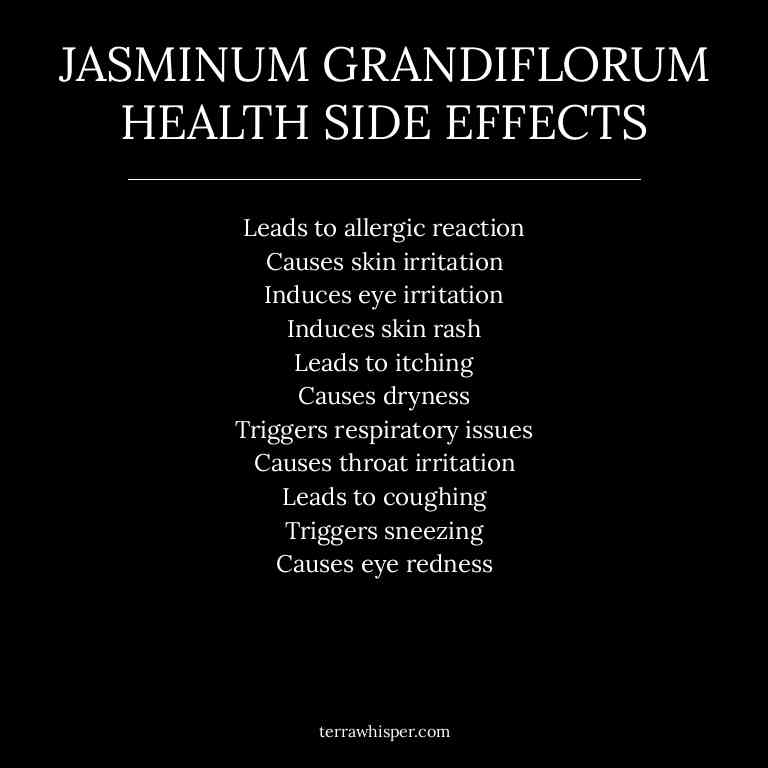 JASMINUM GRANDIFLORUM
HEALTH SIDE EFFECTS
Leads to allergic reaction
Causes skin irritation
Induces eye irritation
Induces skin rash
Leads to itching
Causes dryness
Triggers respiratory issues
Causes throat irritation
Leads to coughing
Triggers sneezing
Causes eye redness
terrawhisper.com